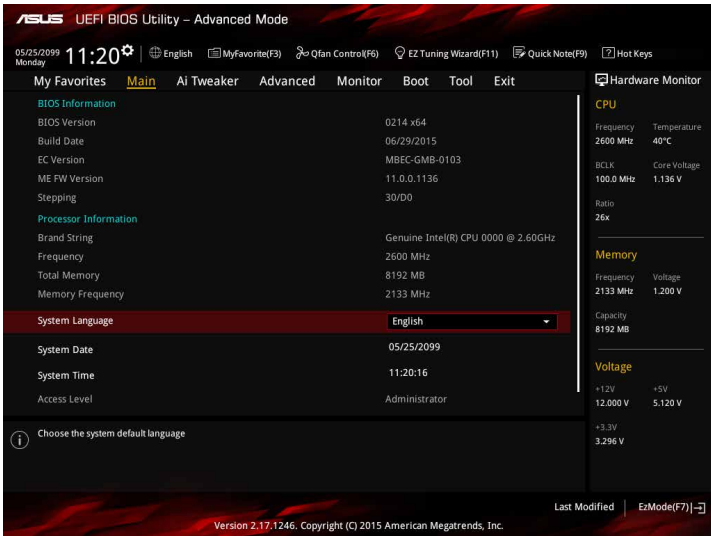 ASUS UEFI BIOS Utility – Advanced Mode
05/25/2099 Monday 11:20 English MyFavorite(F3) Qfan Control(F6) EZ Tuning Wizard(F11) Quick Note(F9) Hot Keys
My Favorites Main Ai Tweaker Advanced Monitor Boot Tool Exit
BIOS Information
BIOS Version 0214 x64
Build Date 06/29/2015
EC Version MBEC-GMB-0103
ME FW Version 11.0.0.1136
Stepping 30/D0
Processor Information
Brand String Genuine Intel(R) CPU 0000 @ 2.60GHz
Frequency 2600 MHz
Total Memory 8192 MB
Memory Frequency 2133 MHz
System Language English
System Date 05/25/2099
System Time 11:20:16
Access Level Administrator
Choose the system default language
Hardware Monitor
CPU
Frequency Temperature
2600 MHz 40°C
BCLK Core Voltage
100.0 MHz 1.136 V
Ratio
26x
Memory
Frequency Voltage
2133 MHz 1.200 V
Capacity
8192 MB
Voltage
+12V +5V
12.000 V 5.120 V
+3.3V
3.296 V
Last Modified EzMode(F7)
Version 2.17.1246. Copyright (C) 2015 American Megatrends, Inc.